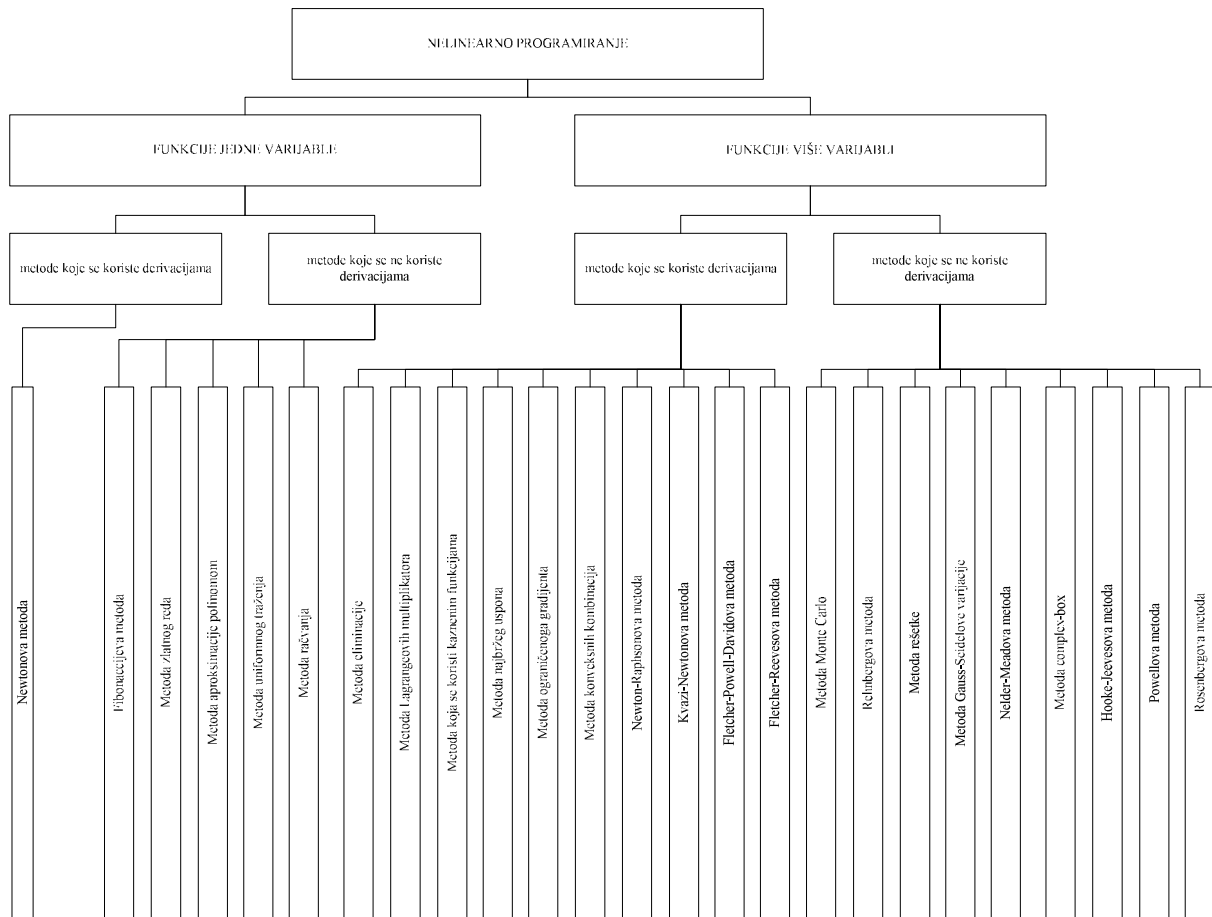 NELINEARNO PROGRAMIRANJE
FUNKCIJE JEDNE VARIJABLE
FUNKCIJE VIŠE VARIJABLI
metode koje se koriste derivacijama
metode koje se ne koriste
derivacijama
metode koje se koriste derivacijama
metode koje se ne koriste
derivacijama
Newtonova metoda
Fibonaccijeva metoda
Metoda zlatnog reda
Metoda aproksimacije polinomom
Metoda uniformnog traženja
Metoda račvanja
Metoda eliminacije
Metoda Lagrangeovih multiplikatora
Metoda koja se koristi kaznenim funkcijama
Metoda najbržeg uspona
Metoda ograničenoga gradijenta
Metoda konveksnih kombinacija
Newton-Raphsonova metoda
Kvazi-Newtonova metoda
Fletcher-Powell-Davidova metoda
Fletcher-Reevesova metoda
Metoda Monte Carlo
Relmbergova metoda
Metoda rešetke
Metoda Gauss-Seidelove varijacije
Nelder-Meadova metoda
Metoda complex-box
Hooke-Jeevesova metoda
Powellova metoda
Rosenbergova metoda